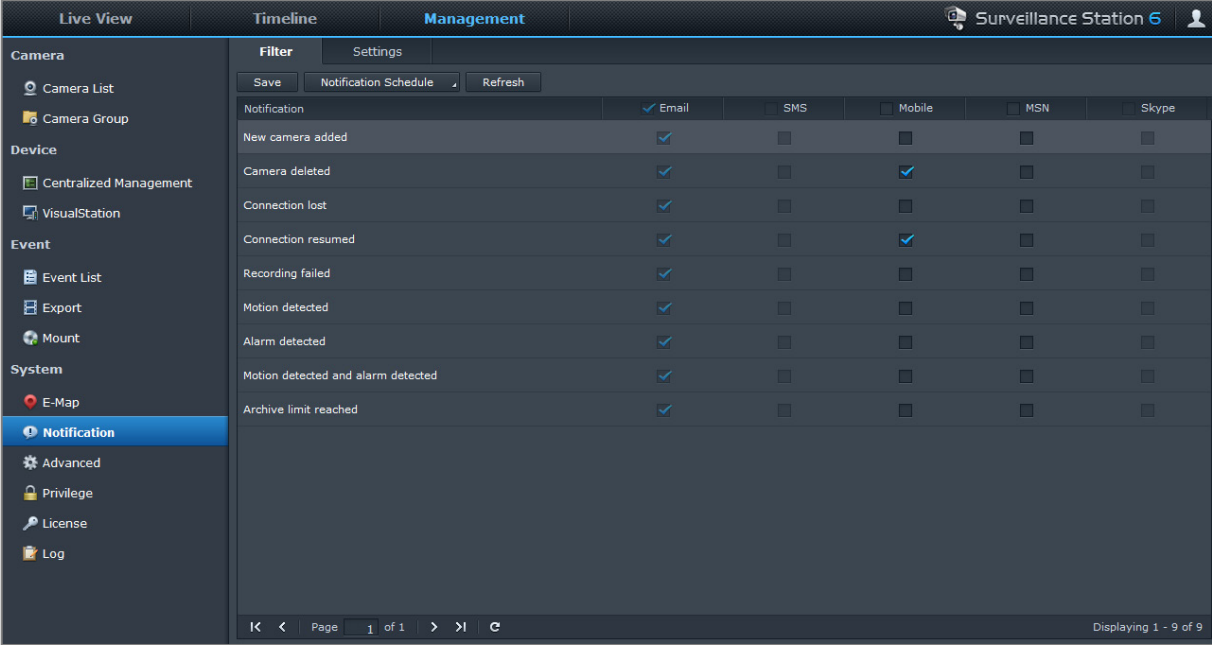 Live View Timeline Management Surveillance Station 6
Camera
Camera List
Camera Group
Device
Centralized Management
VisualStation
Event
Event List
Export
Mount
System
E-Map
Notification
Advanced
Privilege
License
Log
Filter Settings
Save Notification Schedule Refresh
Notification Email SMS Mobile MSN Skype
New camera added
Camera deleted
Connection lost
Connection resumed
Recording failed
Motion detected
Alarm detected
Motion detected and alarm detected
Archive limit reached
Page 1 of 1 Displaying 1 - 9 of 9